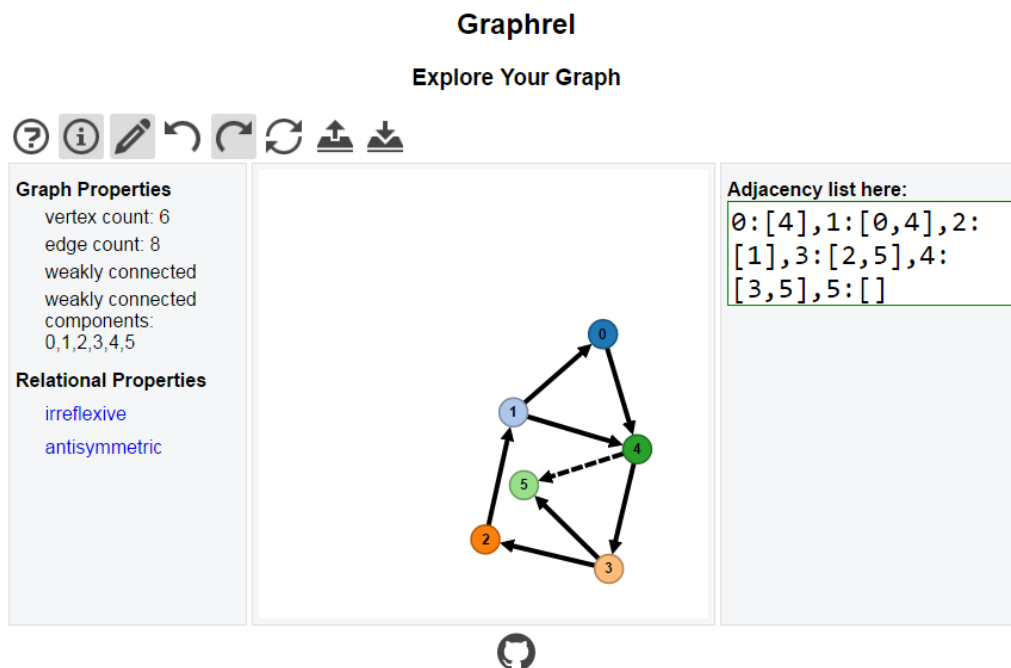 Graphrel
Explore Your Graph
Graph Properties
vertex count: 6
edge count: 8
weakly connected
weakly connected
components:
0,1,2,3,4,5
Relational Properties
irreflexive
antisymmetric
0
1
4
5
2
3
Adjacency list here:
0:[4],1:[0,4],2:
[1],3:[2,5],4:
[3,5],5:[]